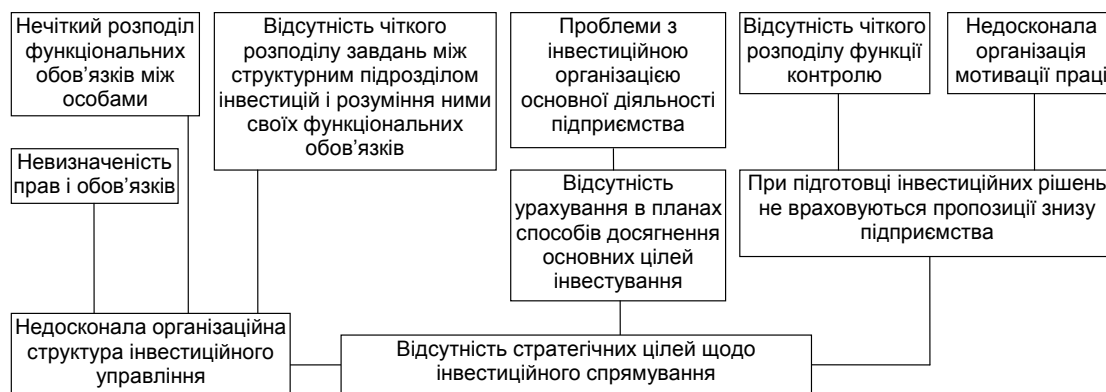 Нечіткий розподіл
функціональних
обов’язків між
особами
Відсутність чіткого
розподілу завдань між
структурним підрозділом
інвестицій і розуміння ними
своїх функціональних
обов’язків
Проблеми з
інвестиційною
організацією
основної діяльності
підприємства
Відсутність чіткого
розподілу функції
контролю
Недосконала
організація
мотивації праці
Невизначеність
прав і обов’язків
Відсутність
урахування в планах
способів досягнення
основних цілей
інвестування
При підготовці інвестиційних рішень
не враховуються пропозиції знизу
підприємства
Недосконала організаційна
структура інвестиційного
управління
Відсутність стратегічних цілей щодо
інвестиційного спрямування